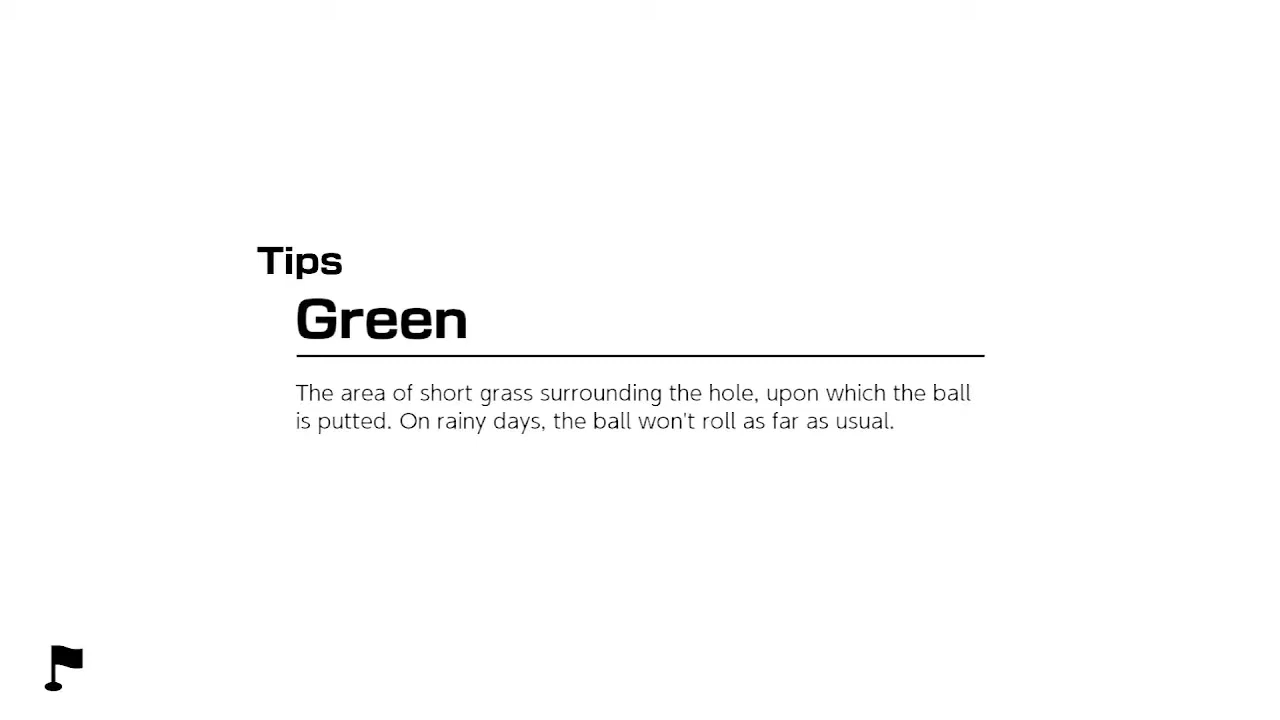 Tips
Green
The area of short grass surrounding the hole, upon which the ball
is putted. On rainy days, the ball won't roll as far as usual.